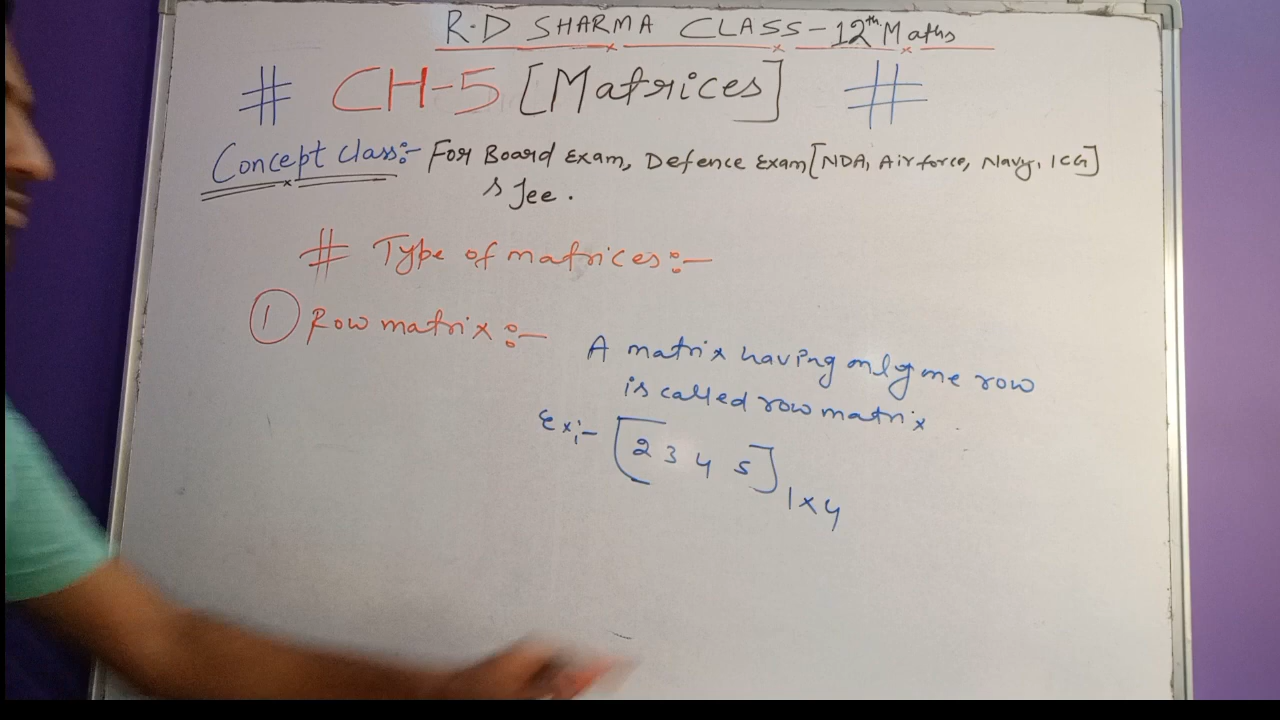 R.D SHARMA CLASS-12th Maths
# CH-5 [Matrices] #
Concept class:- For Board Exam, Defence Exam [NDA, Airforce, Navy, ICG]
& Jee.
# Type of matrices:-
① Row matrix:-
A matrix having only one row
is called row matrix
Ex;- [2 3 4 5]1×4